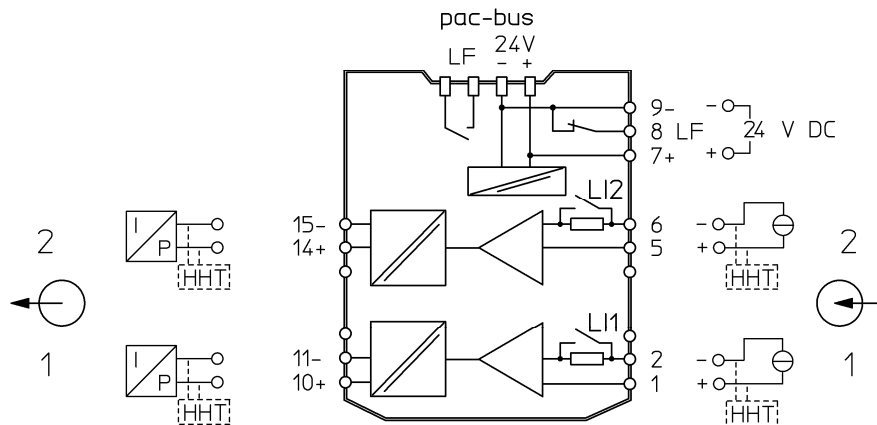 pac-bus
LF 24V
- +
9-
8 LF
7+
- + 24 V DC
LI2
15-
14+
6
5
I
P
HHT
- +
HHT
2
1
2
1
LI1
11-
10+
2
1
I
P
HHT
- +
HHT